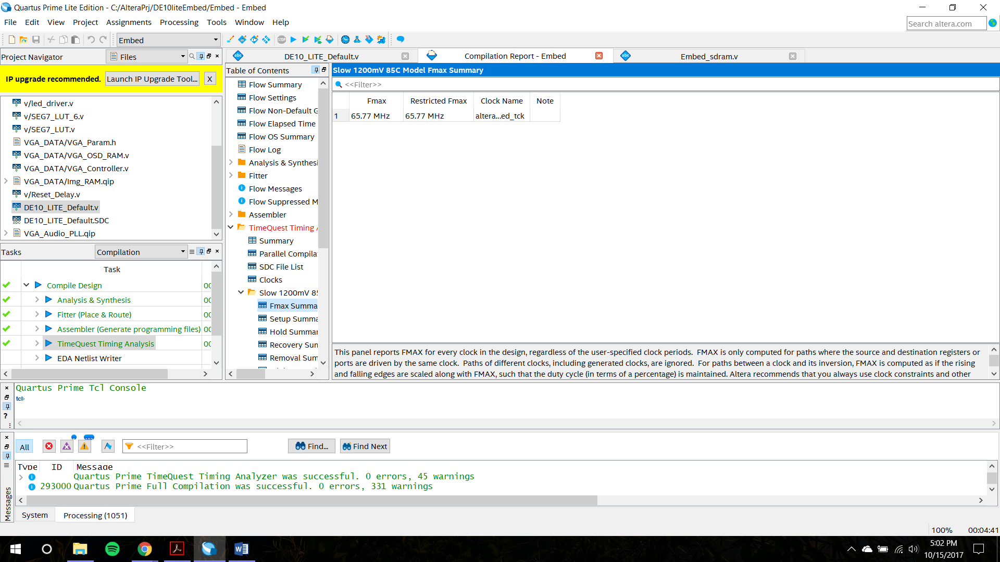 Quartus Prime Lite Edition - C:/AlteraPrj/DE10liteEmbed/Embed - Embed
File Edit View Project Assignments Processing Tools Window Help
Search altera.com
Embed
STOP
Project Navigator Files
DE10_LITE_Default.v
Compilation Report - Embed
Embed_sdram.v
IP upgrade recommended. Launch IP Upgrade Tool... X
v/led_driver.v
v/SEG7_LUT_6.v
v/SEG7_LUT.v
VGA_DATA/VGA_Param.h
VGA_DATA/VGA_OSD_RAM.v
VGA_DATA/VGA_Controller.v
VGA_DATA/Img_RAM.qip
v/Reset_Delay.v
DE10_LITE_Default.v
DE10_LITE_Default.SDC
VGA_Audio_PLL.qip
Tasks Compilation
Task
Compile Design 00
Analysis & Synthesis 00
Fitter (Place & Route) 00
Assembler (Generate programming files) 00
TimeQuest Timing Analysis 00
EDA Netlist Writer
Table of Contents
Flow Summary
Flow Settings
Flow Non-Default G
Flow Elapsed Time
Flow OS Summary
Flow Log
Analysis & Synthesi
Fitter
Flow Messages
Flow Suppressed M
Assembler
TimeQuest Timing A
Summary
Parallel Compila
SDC File List
Clocks
Slow 1200mV 85
Fmax Summa
Setup Summa
Hold Summar
Recovery Sum
Removal Sum
Slow 1200mV 85C Model Fmax Summary
<<Filter>>
Fmax Restricted Fmax Clock Name Note
1 65.77 MHz 65.77 MHz altera...ed_tck
This panel reports FMAX for every clock in the design, regardless of the user-specified clock periods. FMAX is only computed for paths where the source and destination registers or
ports are driven by the same clock. Paths of different clocks, including generated clocks, are ignored. For paths between a clock and its inversion, FMAX is computed as if the rising
and falling edges are scaled along with FMAX, such that the duty cycle (in terms of a percentage) is maintained. Altera recommends that you always use clock constraints and other
Quartus Prime Tcl Console
tcl>
All <<Filter>> Find... Find Next
Type ID Message
Quartus Prime TimeQuest Timing Analyzer was successful. 0 errors, 45 warnings
293000 Quartus Prime Full Compilation was successful. 0 errors, 331 warnings
Messages
System Processing (1051)
100% 00:04:41
5:02 PM
10/15/2017